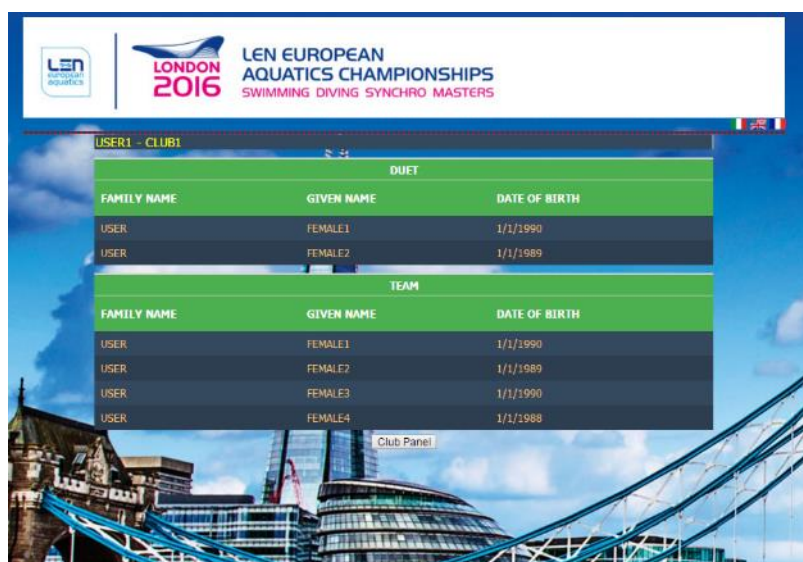 LEN
european
aquatics
LONDON
2016
LEN EUROPEAN
AQUATICS CHAMPIONSHIPS
SWIMMING DIVING SYNCHRO MASTERS
USER1 - CLUB1
DUET
FAMILY NAME GIVEN NAME DATE OF BIRTH
USER FEMALE1 1/1/1990
USER FEMALE2 1/1/1989
TEAM
FAMILY NAME GIVEN NAME DATE OF BIRTH
USER FEMALE1 1/1/1990
USER FEMALE2 1/1/1989
USER FEMALE3 1/1/1990
USER FEMALE4 1/1/1988
Club Panel